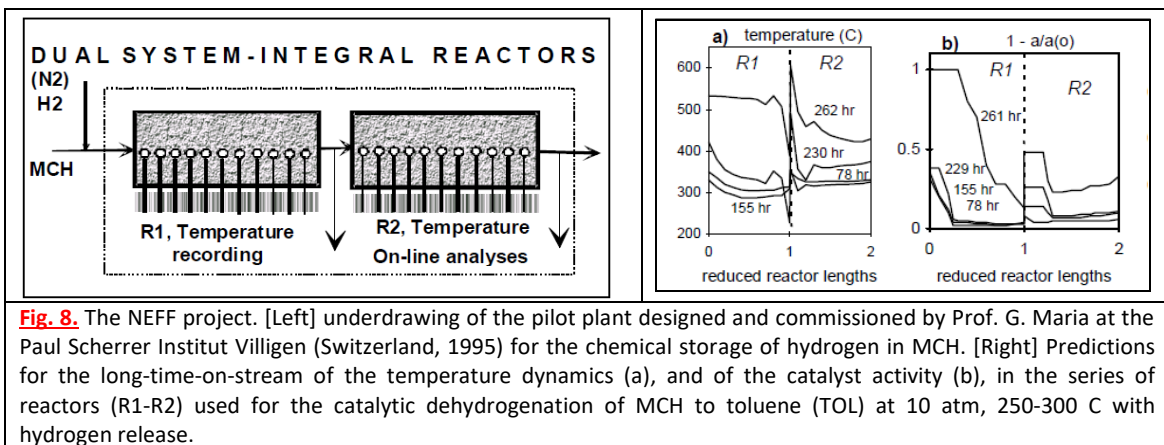 DUAL SYSTEM-INTEGRAL REACTORS
(N2)
H2
MCH
R1, Temperature
recording
R2, Temperature
On-line analyses
a) temperature (C)
600
500
400
300
200
R1
R2
262 hr
230 hr
78 hr
155 hr
0 1 2
reduced reactor lengths
b) 1 - a/a(o)
1
0.5
0
R1
R2
261 hr
229 hr
155 hr
78 hr
0 1 2
reduced reactor lengths
Fig. 8. The NEFF project. [Left] underdrawing of the pilot plant designed and commissioned by Prof. G. Maria at the
Paul Scherrer Institut Villigen (Switzerland, 1995) for the chemical storage of hydrogen in MCH. [Right] Predictions
for the long-time-on-stream of the temperature dynamics (a), and of the catalyst activity (b), in the series of
reactors (R1-R2) used for the catalytic dehydrogenation of MCH to toluene (TOL) at 10 atm, 250-300 C with
hydrogen release.